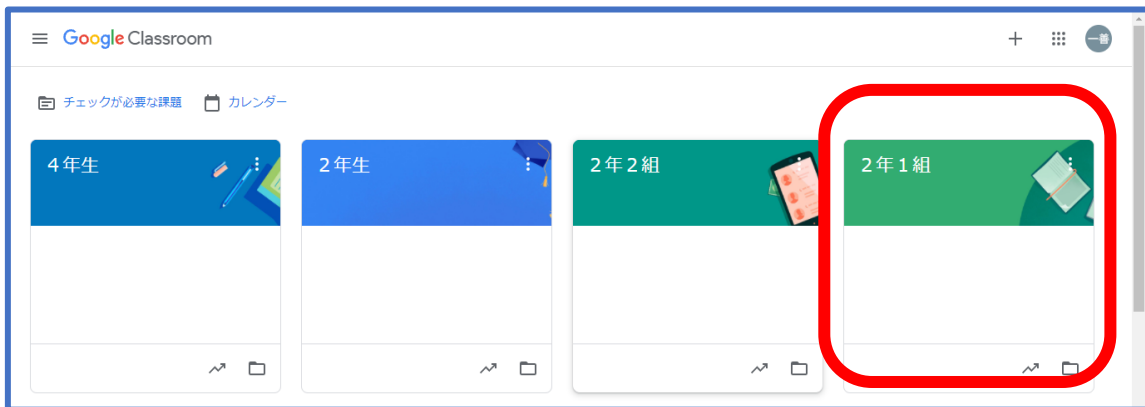 Google Classroom
一善
チェックが必要な課題 カレンダー
4年生
2年生
2年2組
2年1組